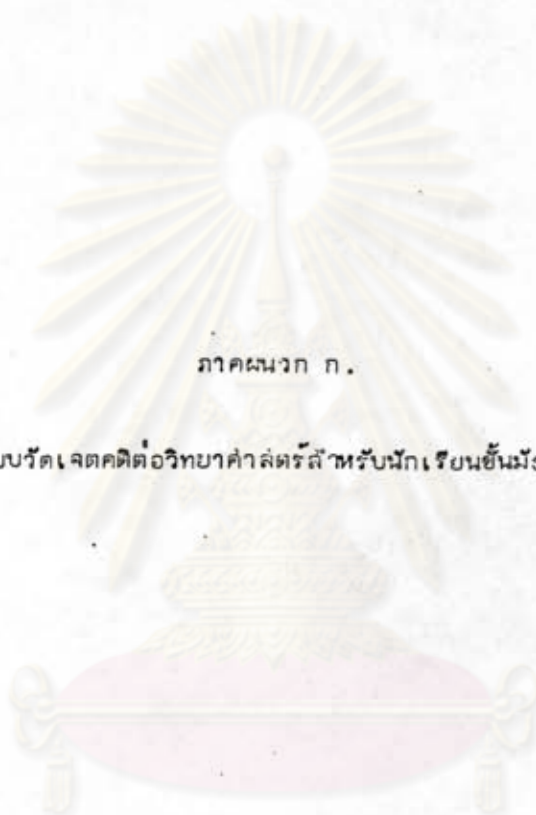 ภาคผนวก ก.
บบวัดเจตคติต่อวิทยาศาสตร์สำหรับนักเรียนชั้นมัง